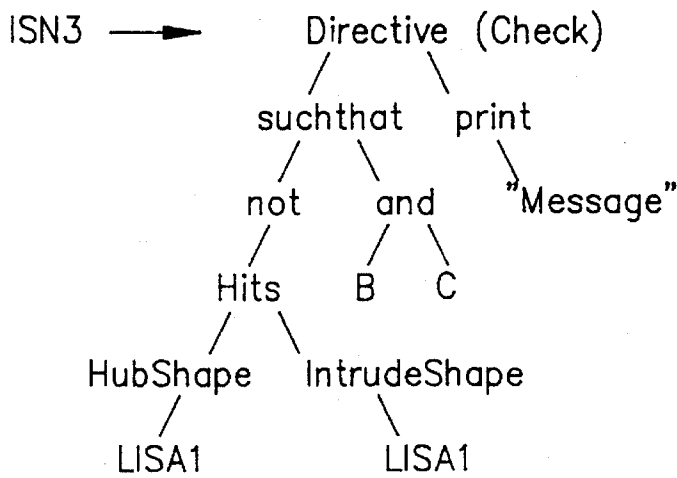 ISN3 Directive (Check)
suchthat print
not and "Message"
Hits B C
HubShape IntrudeShape
LISA1 LISA1